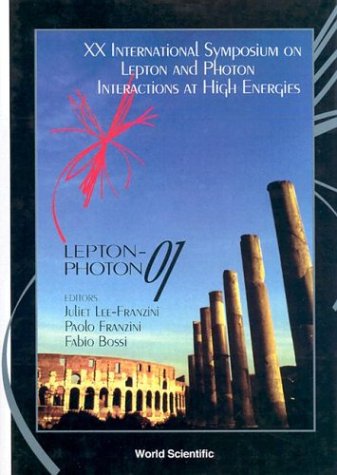 XX International Symposium on
Lepton and Photon
Interactions at High Energies
LEPTON-
PHOTON 01
EDITORS
Juliet Lee-Franzini
Paolo Franzini
Fabio Bossi
World Scientific